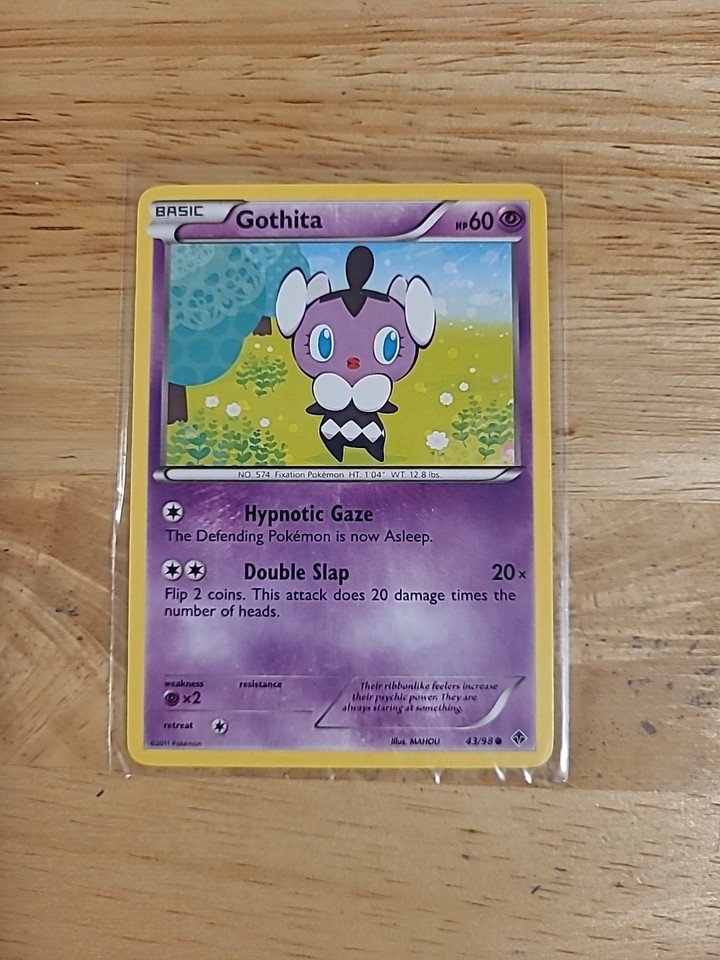 BASIC Gothita HP60
NO. 574 Fixation Pokémon HT: 1'04" WT: 12.8 lbs.
Hypnotic Gaze
The Defending Pokémon is now Asleep.
Double Slap 20x
Flip 2 coins. This attack does 20 damage times the
number of heads.
weakness resistance
x2
retreat
Their ribbonlike feelers increase
their psychic power. They are
always staring at something.
©2011 Pokémon Illus. MAHOU 43/98